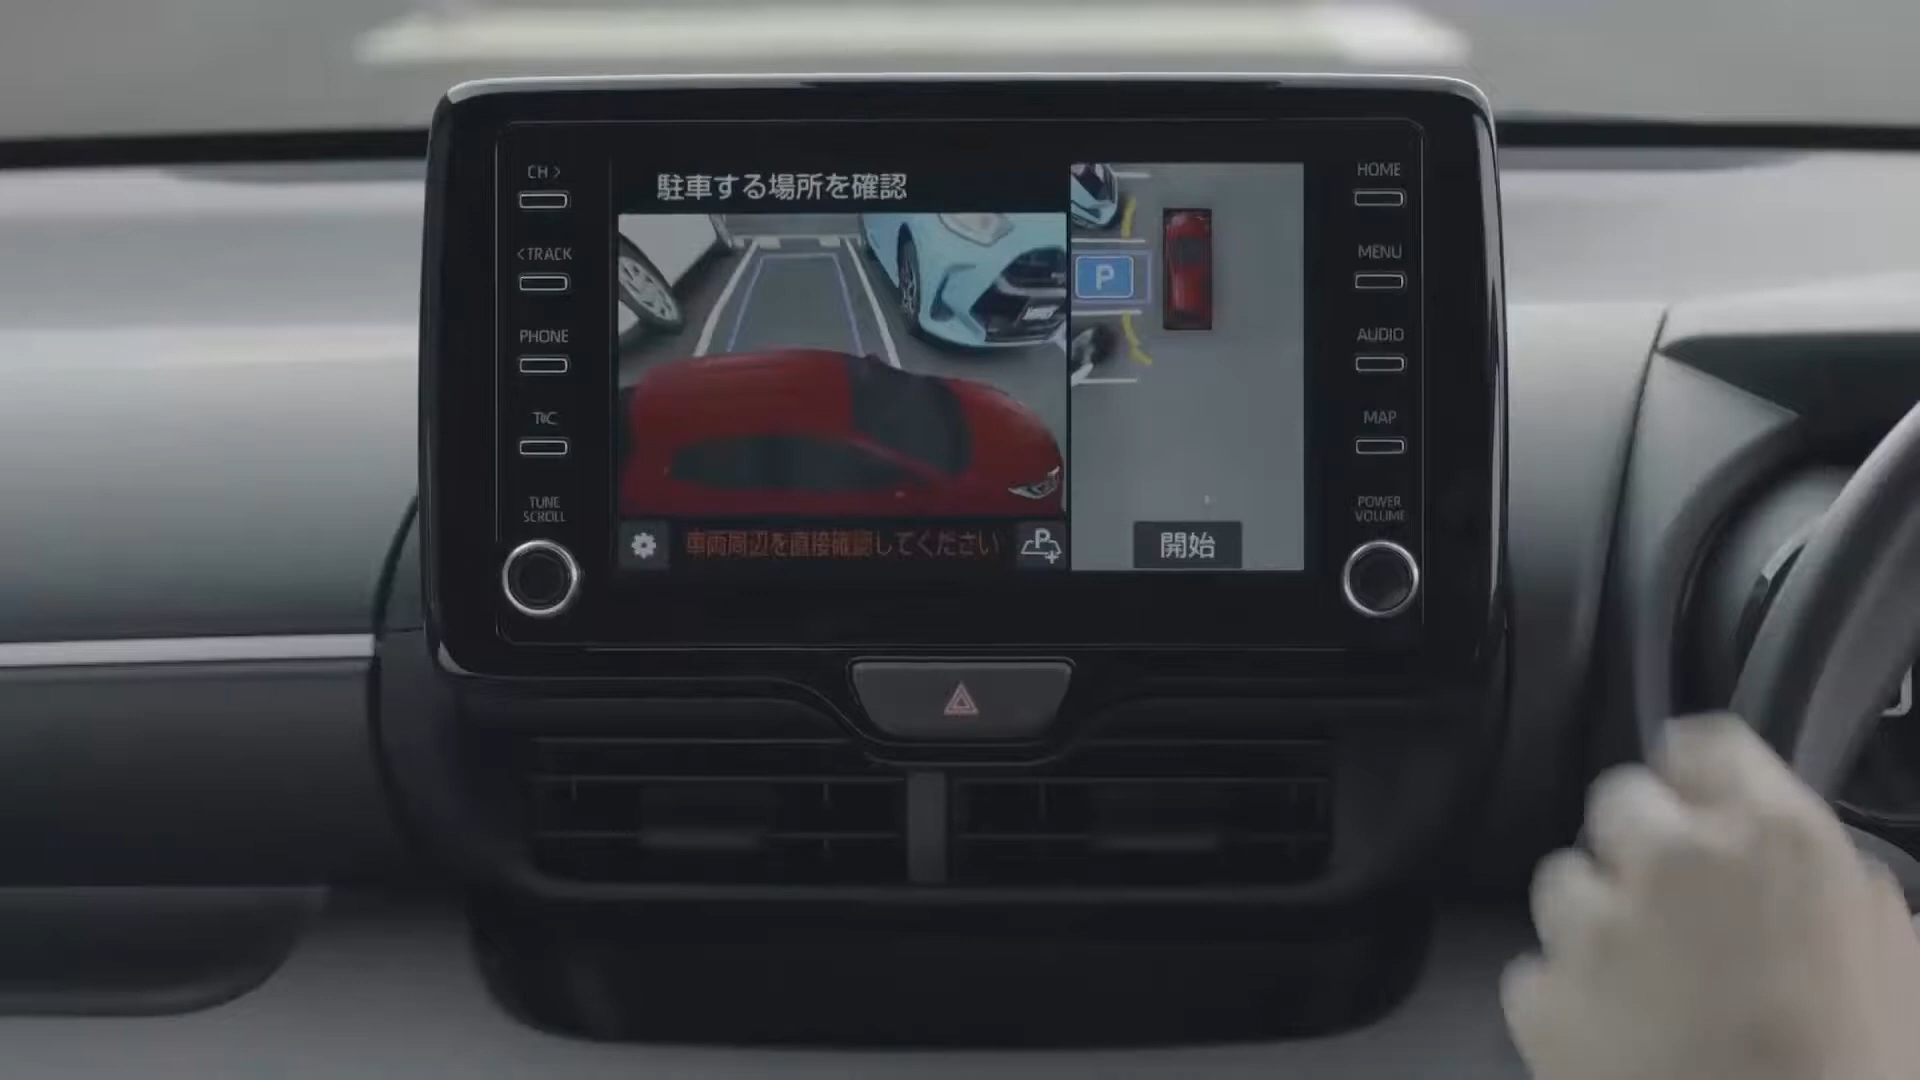 CH >
< TRACK
PHONE
T&C
TUNE
SCROLL
駐車する場所を確認
P
車両周辺を直接確認してください
P
開始
HOME
MENU
AUDIO
MAP
POWER
VOLUME